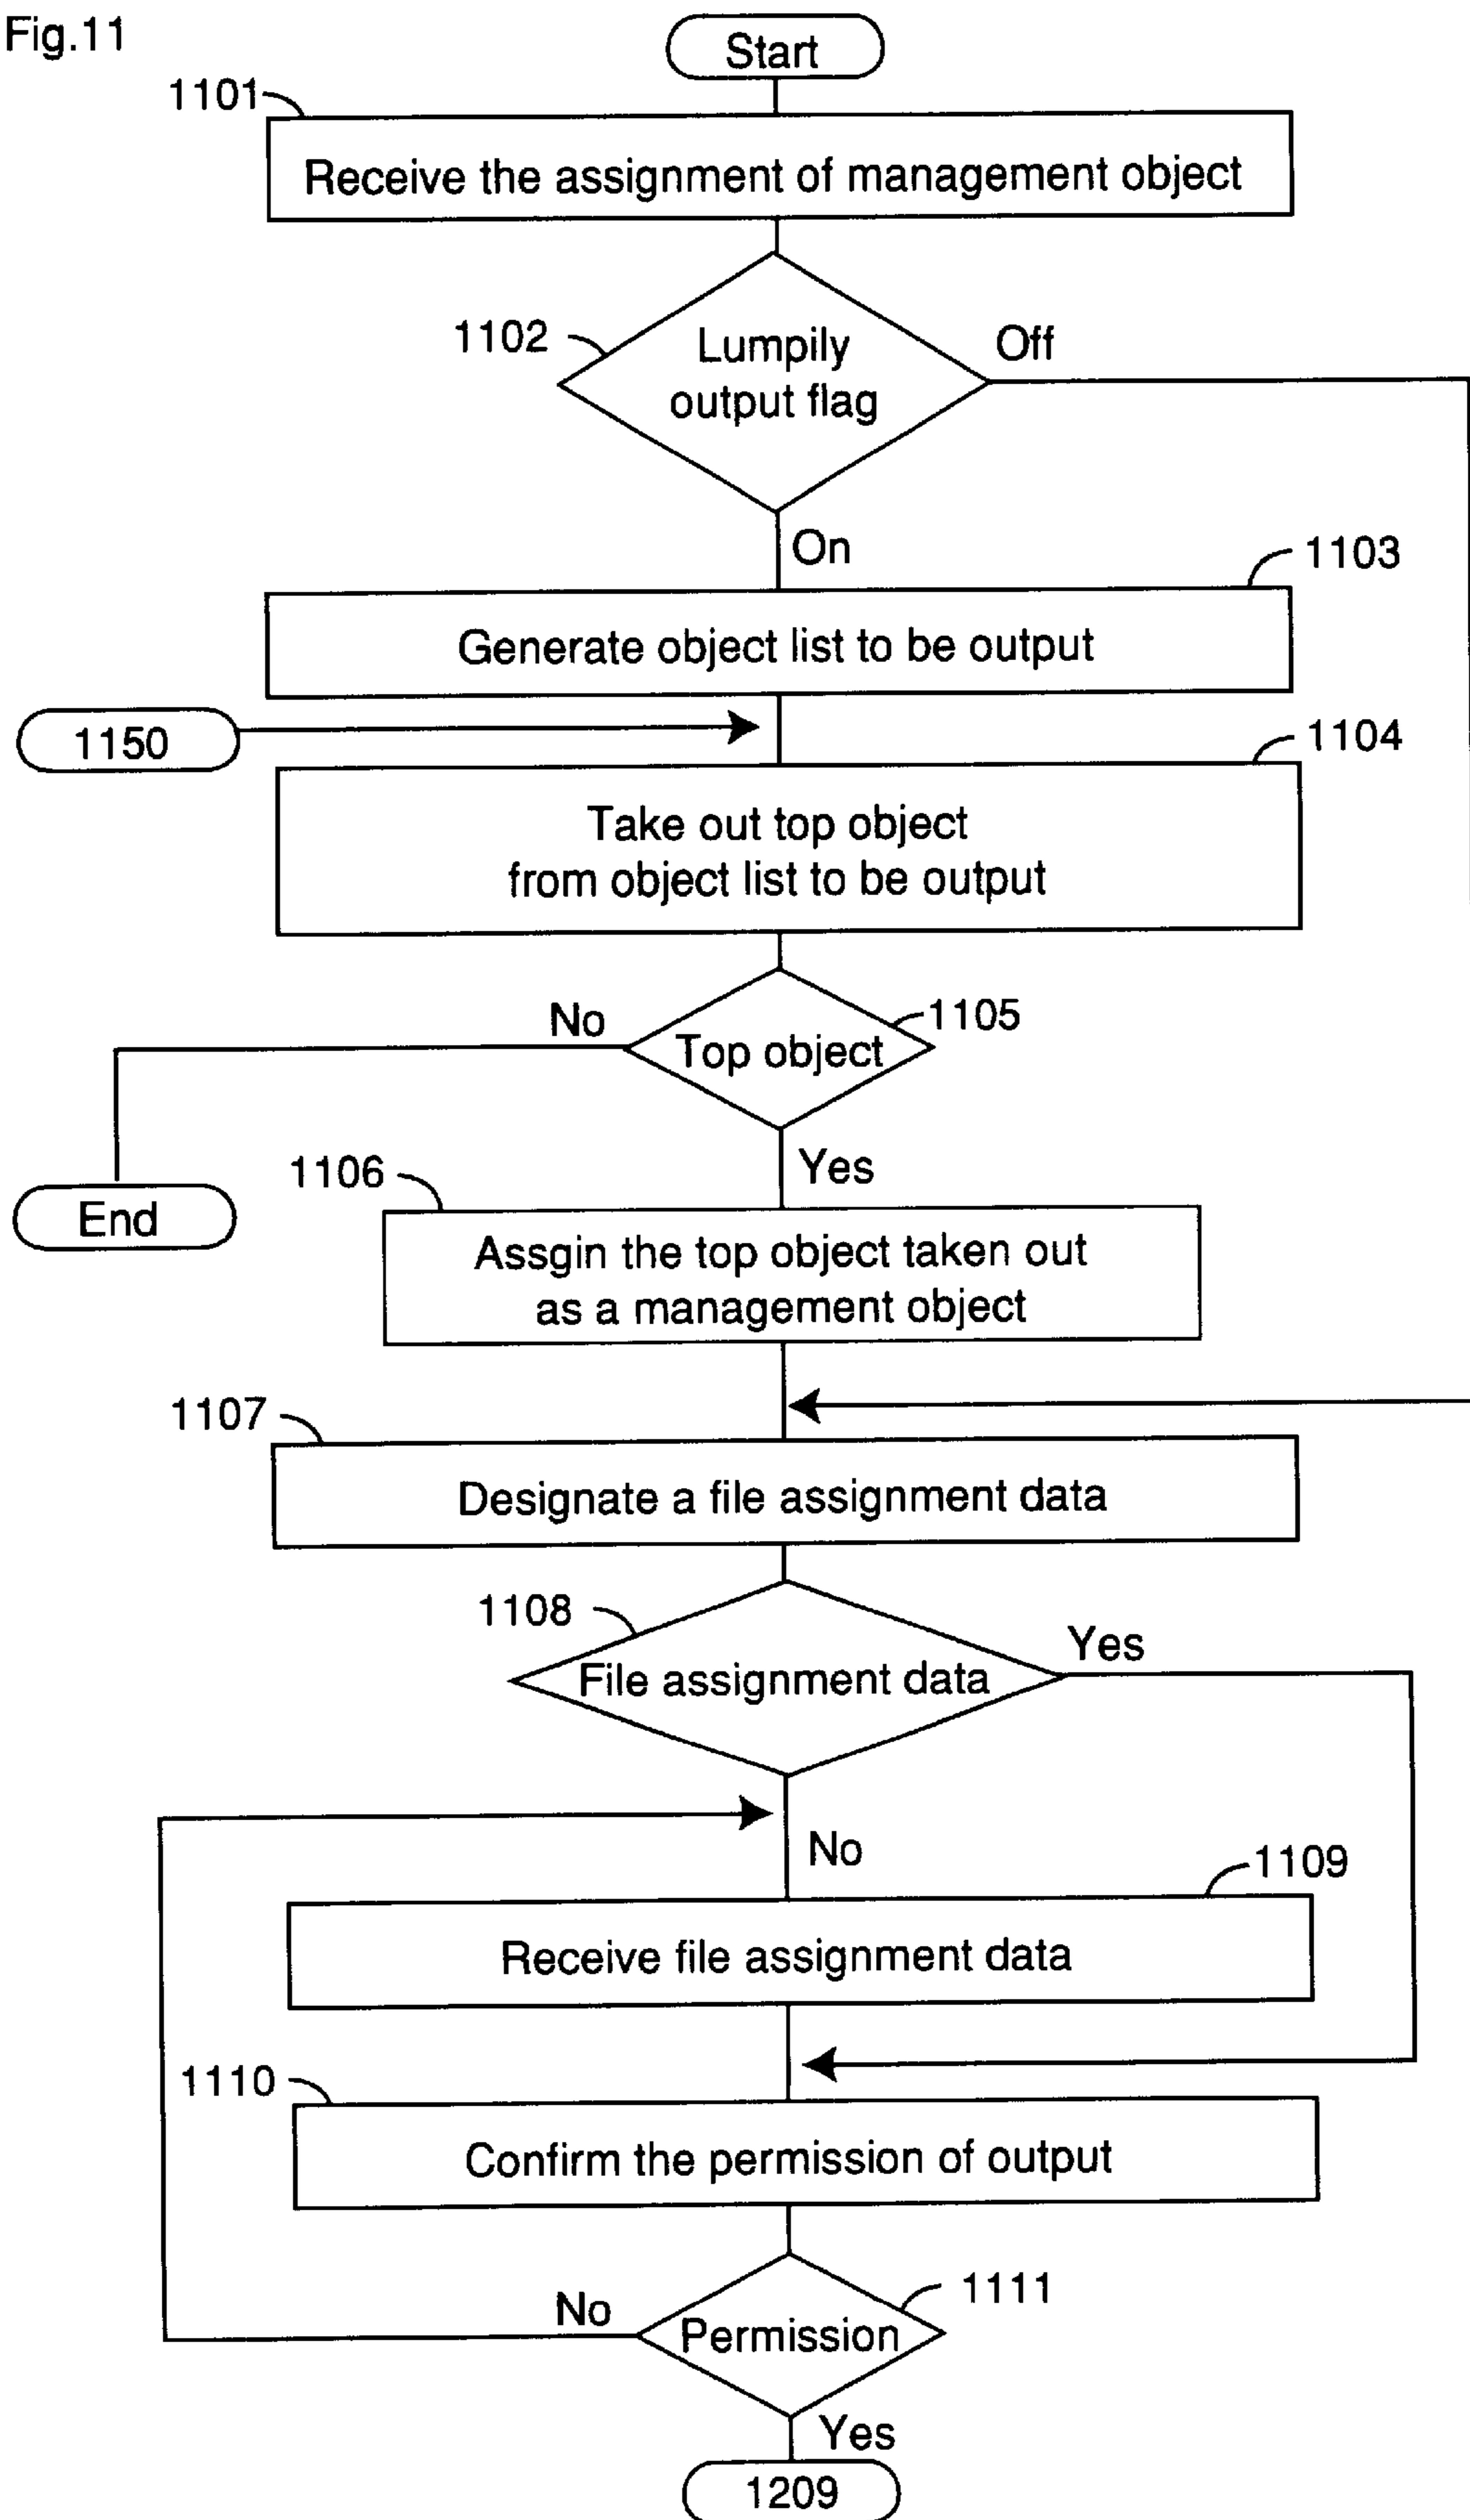 Fig.11
Start
1101
Receive the assignment of management object
1102
Lumpily
output flag
Off
On
1103
Generate object list to be output
1150
1104
Take out top object
from object list to be output
No
1105
Top object
Yes
1106
End
Assgin the top object taken out
as a management object
1107
Designate a file assignment data
1108
Yes
File assignment data
No
1109
Receive file assignment data
1110
Confirm the permission of output
No
1111
Permission
Yes
1209